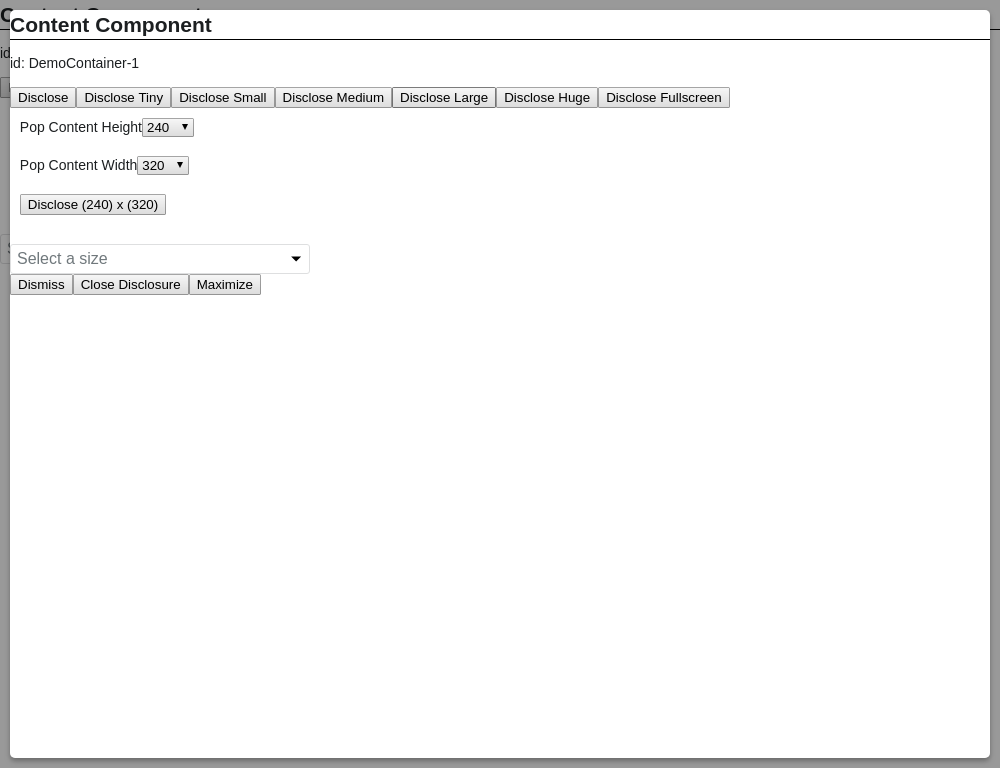 Content Component
id: DemoContainer-1
Disclose Disclose Tiny Disclose Small Disclose Medium Disclose Large Disclose Huge Disclose Fullscreen
Pop Content Height 240
Pop Content Width 320
Disclose (240) x (320)
Select a size
Dismiss Close Disclosure Maximize